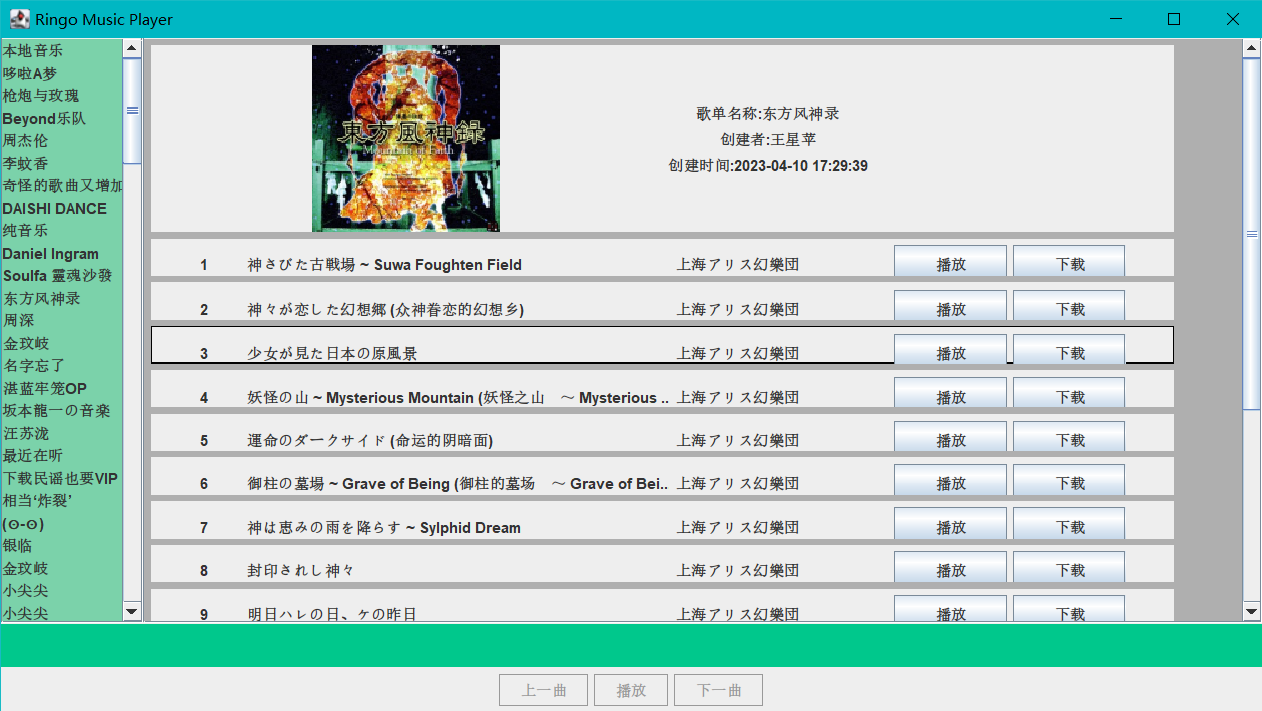 Ringo Music Player
本地音乐
哆啦A梦
枪炮与玫瑰
Beyond乐队
周杰伦
李蚊香
奇怪的歌曲又增加
DAISHI DANCE
纯音乐
Daniel Ingram
Soulfa 靈魂沙發
东方风神录
周深
金玟岐
名字忘了
湛蓝牢笼OP
坂本龍一の音楽
汪苏泷
最近在听
下载民谣也要VIP
相当‘炸裂’
(⊙-⊙)
银临
金玟岐
小尖尖
小尖尖
東方風神録
Mountain of Faith
歌单名称:东方风神录
创建者:王星苹
创建时间:2023-04-10 17:29:39
1 神さびた古戦場 ~ Suwa Foughten Field 上海アリス幻樂団 播放 下载
2 神々が恋した幻想郷 (众神眷恋的幻想乡) 上海アリス幻樂団 播放 下载
3 少女が見た日本の原風景 上海アリス幻樂団 播放 下载
4 妖怪の山 ~ Mysterious Mountain (妖怪之山　～ Mysterious .. 上海アリス幻樂団 播放 下载
5 運命のダークサイド (命运的阴暗面) 上海アリス幻樂団 播放 下载
6 御柱の墓場 ~ Grave of Being (御柱的墓场　～ Grave of Bei.. 上海アリス幻樂団 播放 下载
7 神は恵みの雨を降らす ~ Sylphid Dream 上海アリス幻樂団 播放 下载
8 封印されし神々 上海アリス幻樂団 播放 下载
9 明日ハレの日、ケの昨日 上海アリス幻樂団 播放 下载
上一曲 播放 下一曲